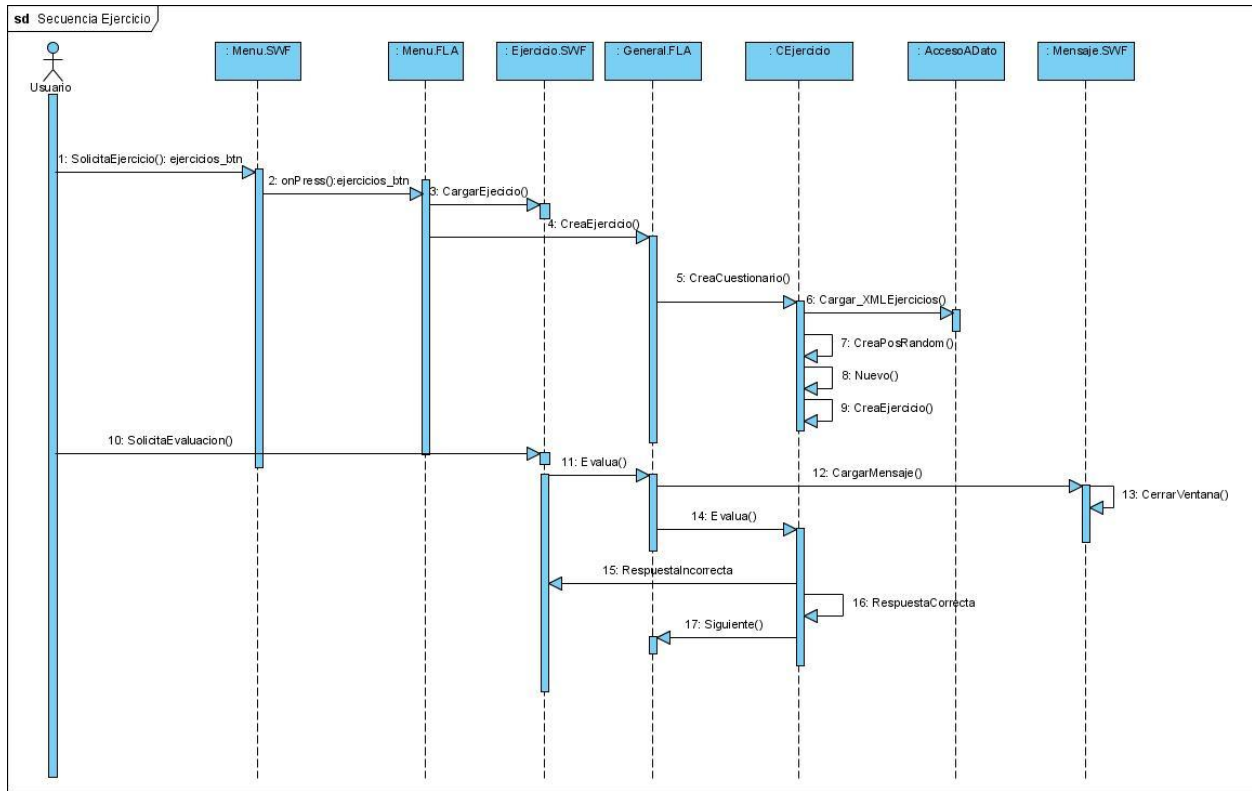 sd Secuencia Ejercicio
: Menu.SWF
: Menu.FLA
: Ejercicio.SWF
: General.FLA
: CEjercicio
: AccesoADato
: Mensaje.SWF
Usuario
1: SolicitaEjercicio(): ejercicios_btn
2: onPress():ejercicios_btn
3: CargarEjecicio()
4: CreaEjercicio()
5: CreaCuestionario()
6: Cargar_XMLEjercicios()
7: CreaPosRandom()
8: Nuevo()
9: CreaEjercicio()
10: SolicitaEvaluacion()
11: Evalua()
12: CargarMensaje()
13: CerrarVentana()
14: Evalua()
15: RespuestaIncorrecta
16: RespuestaCorrecta
17: Siguiente()